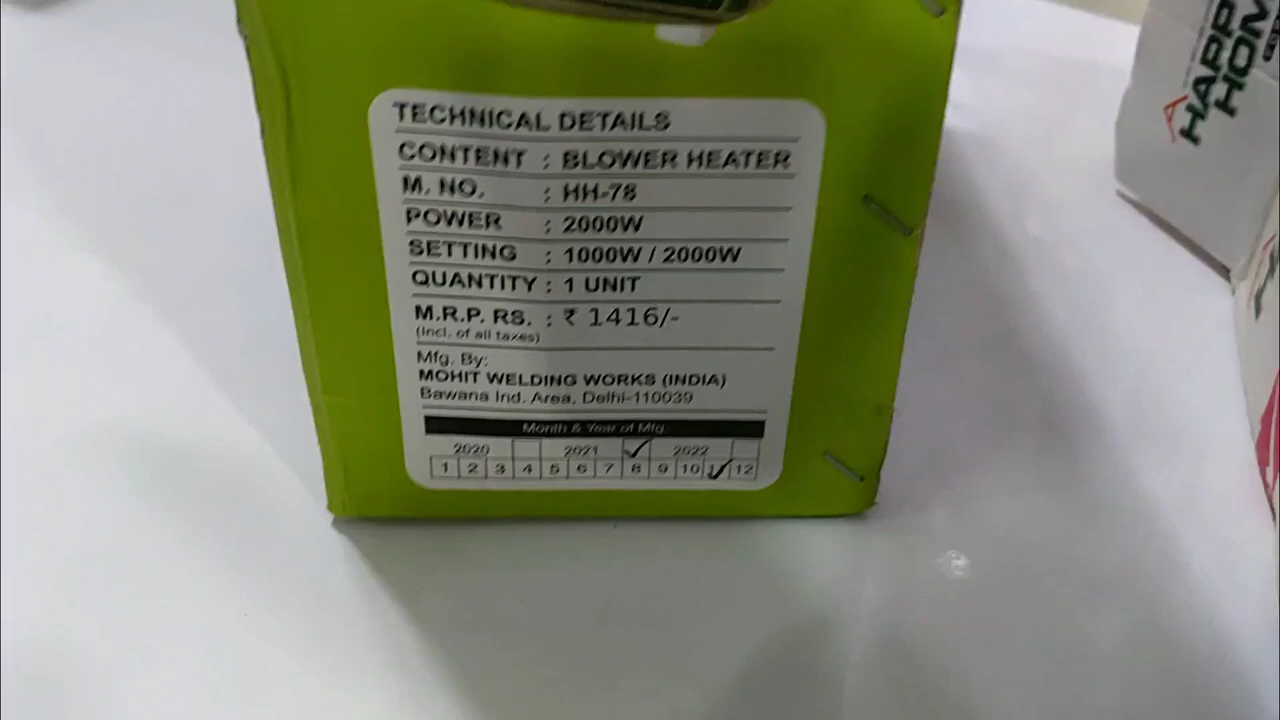 TECHNICAL DETAILS
CONTENT : BLOWER HEATER
M. NO. : HH-78
POWER : 2000W
SETTING : 1000W / 2000W
QUANTITY : 1 UNIT
M.R.P. RS. : ₹ 1416/-
(Incl. of all taxes)
Mfg. By:
MOHIT WELDING WORKS (INDIA)
Bawana Ind. Area, Delhi-110039
Month & Year of Mfg.
2020 2021 ✓ 2022
1 2 3 4 5 6 7 8 9 10 11 12
HAPP
HOM